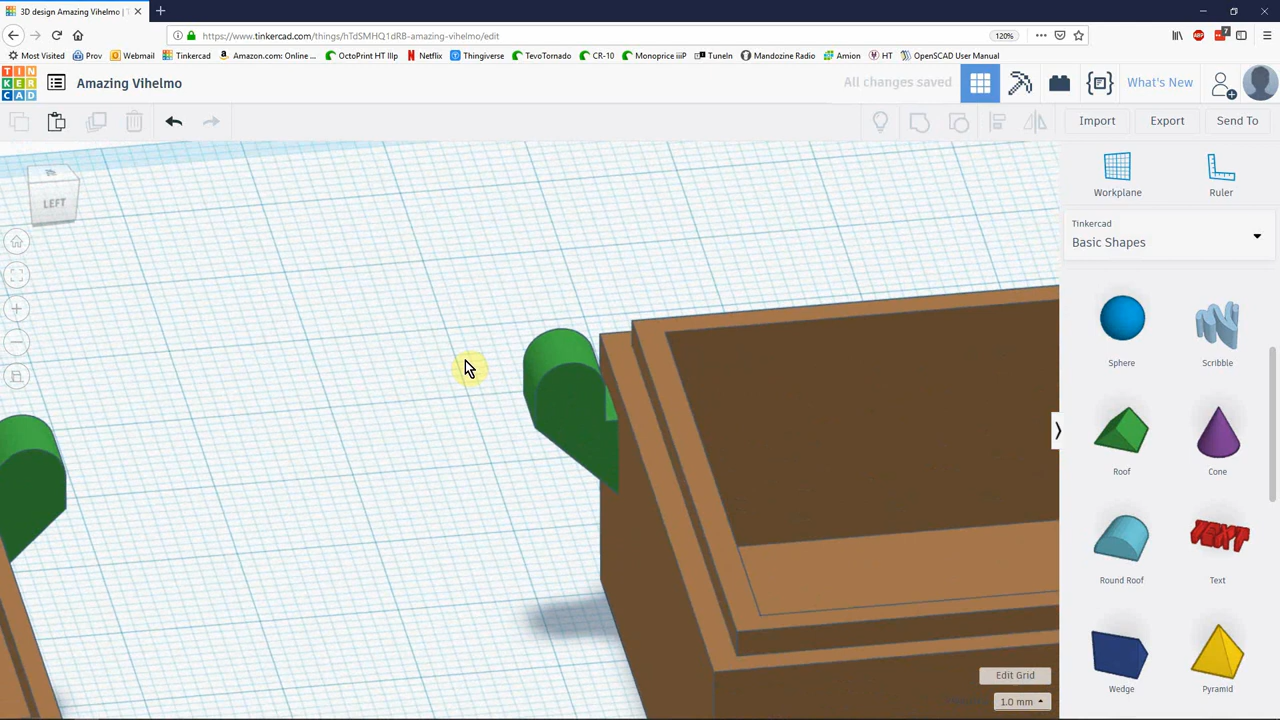 3D design Amazing Vihelmo | T
https://www.tinkercad.com/things/hTdSMHQ1dRB-amazing-vihelmo/edit
120%
7
Most Visited Prov Webmail Tinkercad Amazon.com: Online ... OctoPrint HT IIIp Netflix Thingiverse TevoTornado CR-10 Monoprice iiiP TuneIn Mandozine Radio Amion HT OpenSCAD User Manual
TIN
KER
CAD
Amazing Vihelmo
All changes saved
What's New
Import
Export
Send To
LEFT
Workplane
Ruler
Tinkercad
Basic Shapes
Sphere
Scribble
Roof
Cone
TEXT
Round Roof
Text
Wedge
Pyramid
Edit Grid
1.0 mm